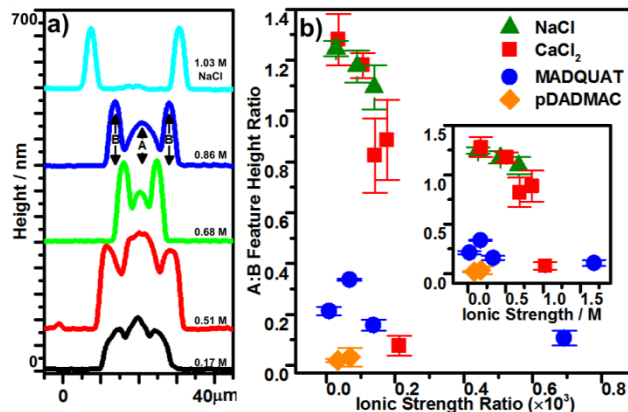 a)
700
Height / nm
0
1.03 M
NaCl
B
A
B
0.86 M
0.68 M
0.51 M
0.17 M
0
40μm
b)
A:B Feature Height Ratio
1.4
1.2
1.0
0.8
0.6
0.4
0.2
0.0
NaCl
CaCl₂
MADQUAT
pDADMAC
1.5
1.0
0.5
0.0
0.0 0.5 1.0 1.5
Ionic Strength / M
0.0 0.2 0.4 0.6 0.8
Ionic Strength Ratio (×10³)